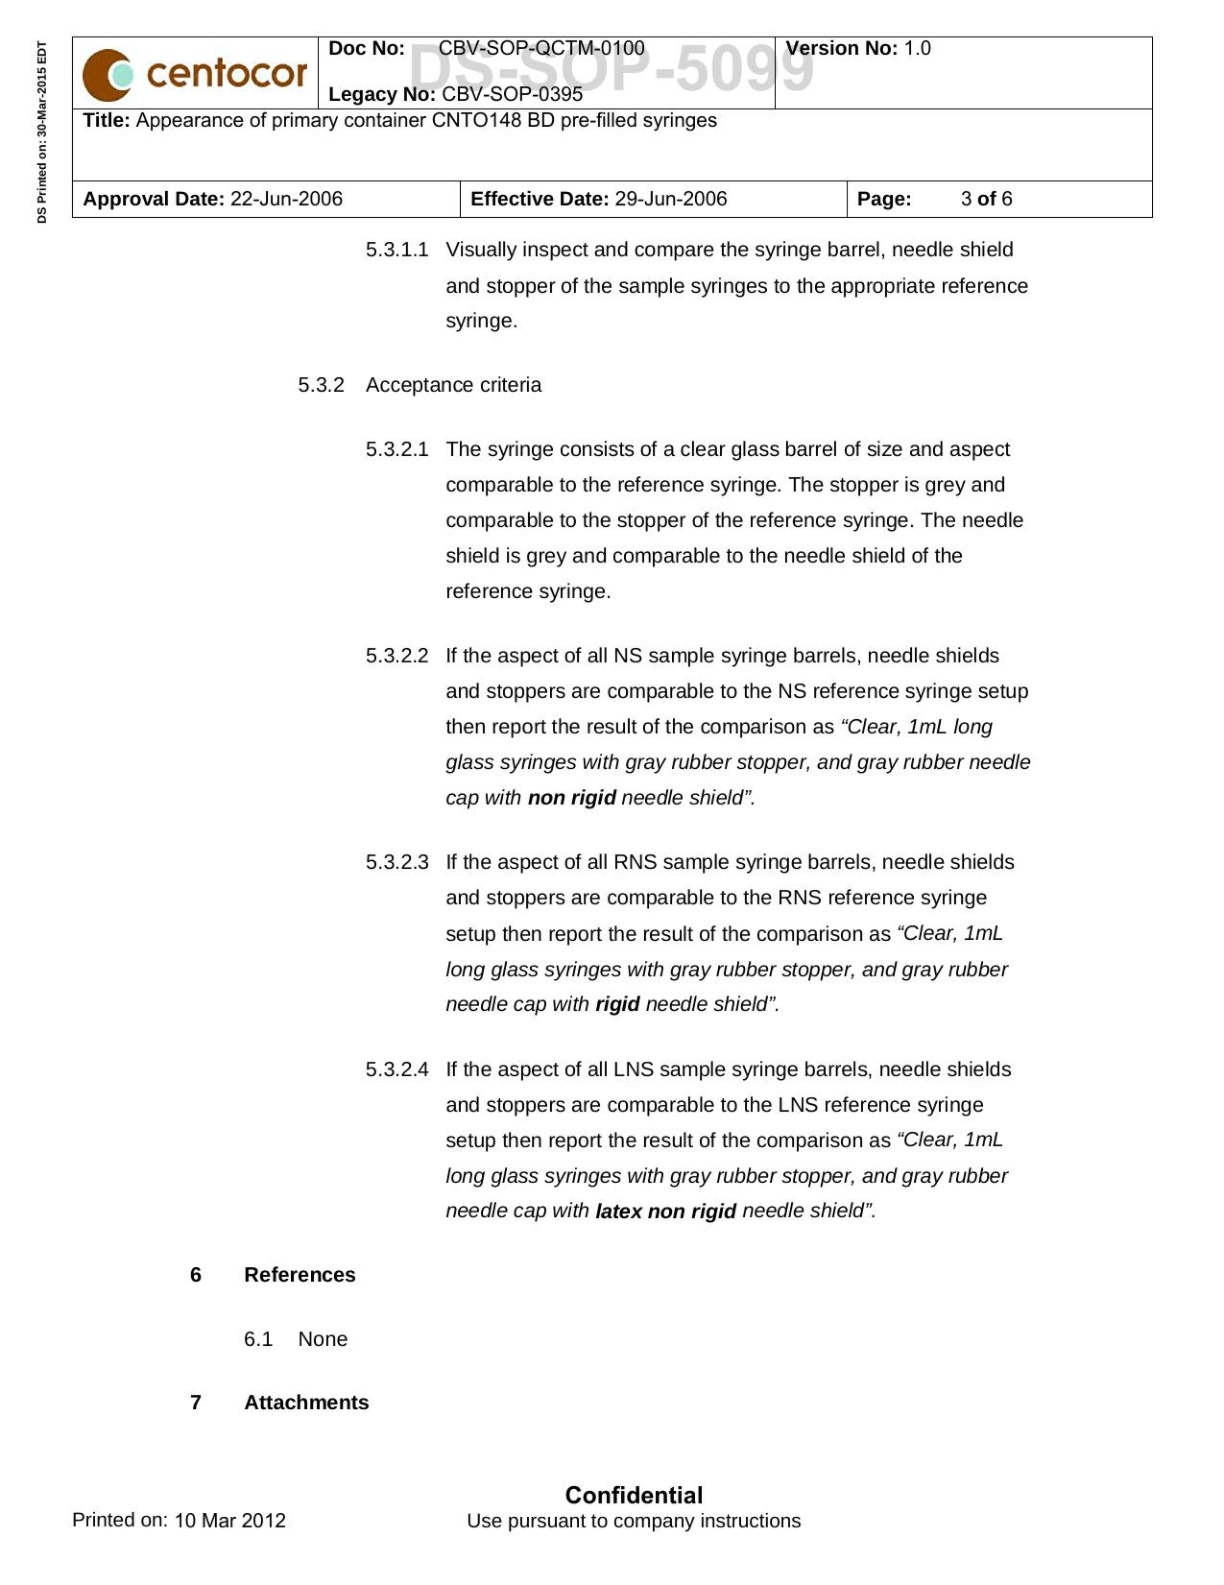 DS Printed on: 30-Mar-2015 EDT
centocor
Doc No: CBV-SOP-QCTM-0100
DS-SOP-5099
Version No: 1.0
Legacy No: CBV-SOP-0395
Title: Appearance of primary container CNTO148 BD pre-filled syringes
Approval Date: 22-Jun-2006 Effective Date: 29-Jun-2006 Page: 3 of 6
5.3.1.1 Visually inspect and compare the syringe barrel, needle shield
and stopper of the sample syringes to the appropriate reference
syringe.
5.3.2 Acceptance criteria
5.3.2.1 The syringe consists of a clear glass barrel of size and aspect
comparable to the reference syringe. The stopper is grey and
comparable to the stopper of the reference syringe. The needle
shield is grey and comparable to the needle shield of the
reference syringe.
5.3.2.2 If the aspect of all NS sample syringe barrels, needle shields
and stoppers are comparable to the NS reference syringe setup
then report the result of the comparison as “Clear, 1mL long
glass syringes with gray rubber stopper, and gray rubber needle
cap with non rigid needle shield”.
5.3.2.3 If the aspect of all RNS sample syringe barrels, needle shields
and stoppers are comparable to the RNS reference syringe
setup then report the result of the comparison as “Clear, 1mL
long glass syringes with gray rubber stopper, and gray rubber
needle cap with rigid needle shield”.
5.3.2.4 If the aspect of all LNS sample syringe barrels, needle shields
and stoppers are comparable to the LNS reference syringe
setup then report the result of the comparison as “Clear, 1mL
long glass syringes with gray rubber stopper, and gray rubber
needle cap with latex non rigid needle shield”.
6 References
6.1 None
7 Attachments
Confidential
Printed on: 10 Mar 2012 Use pursuant to company instructions